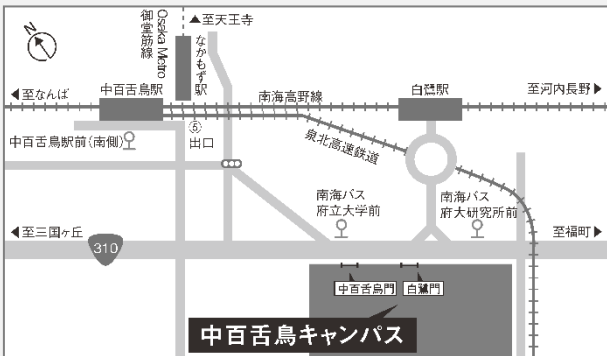 ▲至天王寺
Osaka Metro
御堂筋線
なかもず駅
◀至なんば
中百舌鳥駅
南海高野線
白鷺駅
至河内長野▶
⑤
出口
中百舌鳥駅前(南側)
泉北高速鉄道
南海バス
府立大学前
南海バス
府大研究所前
◀至三国ヶ丘
310
至福町▶
中百舌鳥門
白鷺門
中百舌鳥キャンパス